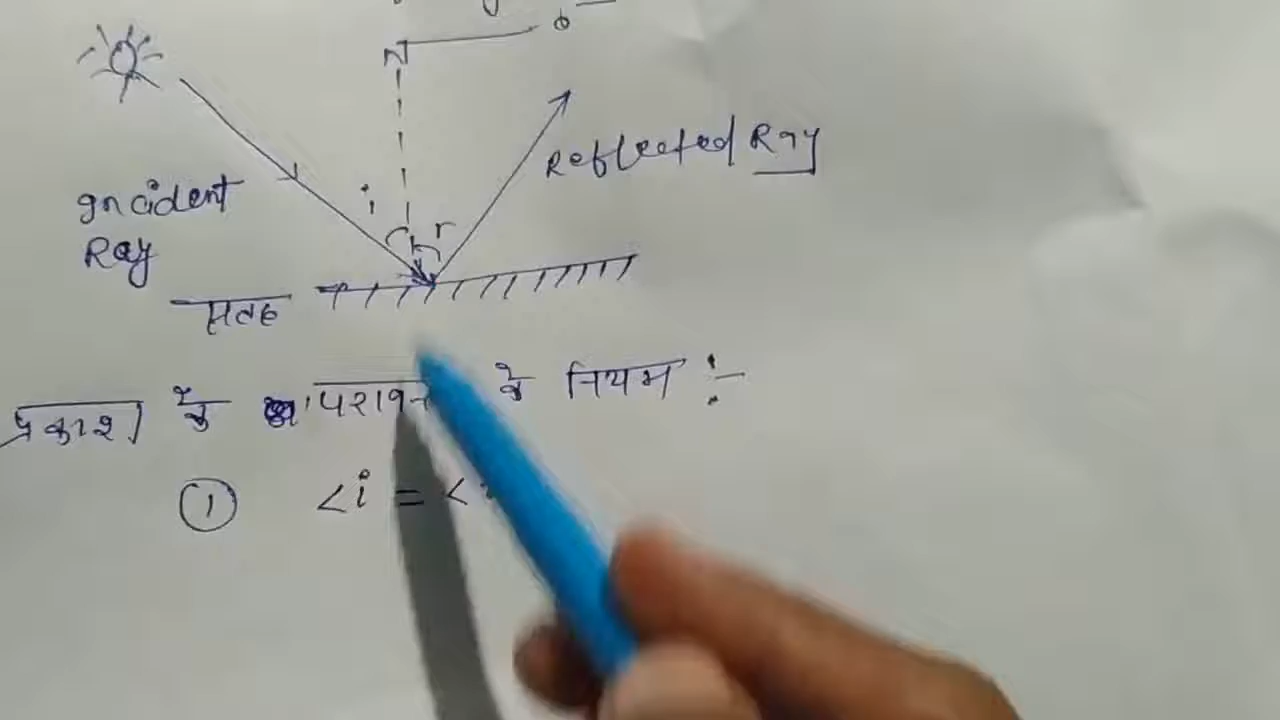 N
Reflected Ray
i
r
Incident
Ray
सतह
प्रकाश के के नियम :-
① <i = <